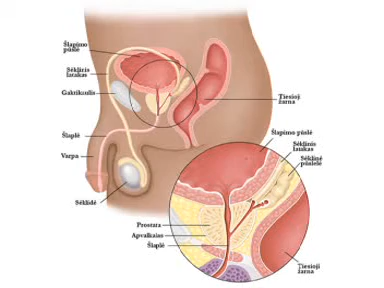 Šlapimo
pūslė
Sėklinis
latakas
Gaktikaulis
Šlaplė
Varpa
Sėklidė
Tiesioji
žarna
Šlapimo pūslė
Sėklinis
latakas
Sėklinė
pūslelė
Prostata
Apvalkalas
Šlaplė
Tiesioji
žarna